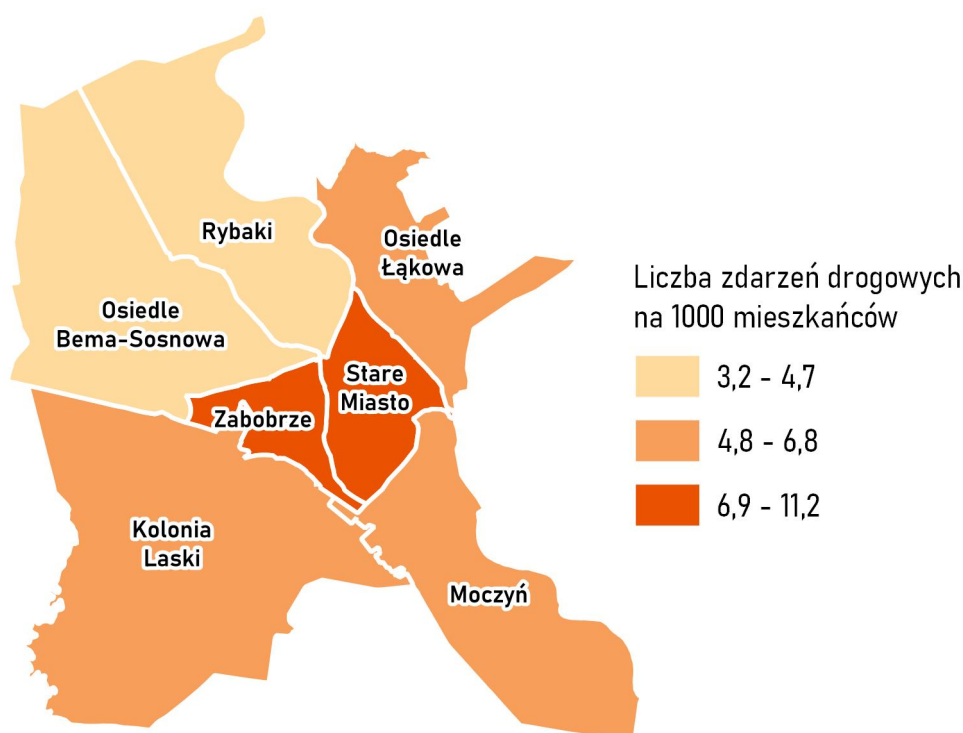 Rybaki
Osiedle
Łąkowa
Osiedle
Bema-Sosnowa
Stare
Miasto
Zabobrze
Kolonia
Laski
Moczyń
Liczba zdarzeń drogowych
na 1000 mieszkańców
3,2 - 4,7
4,8 - 6,8
6,9 - 11,2